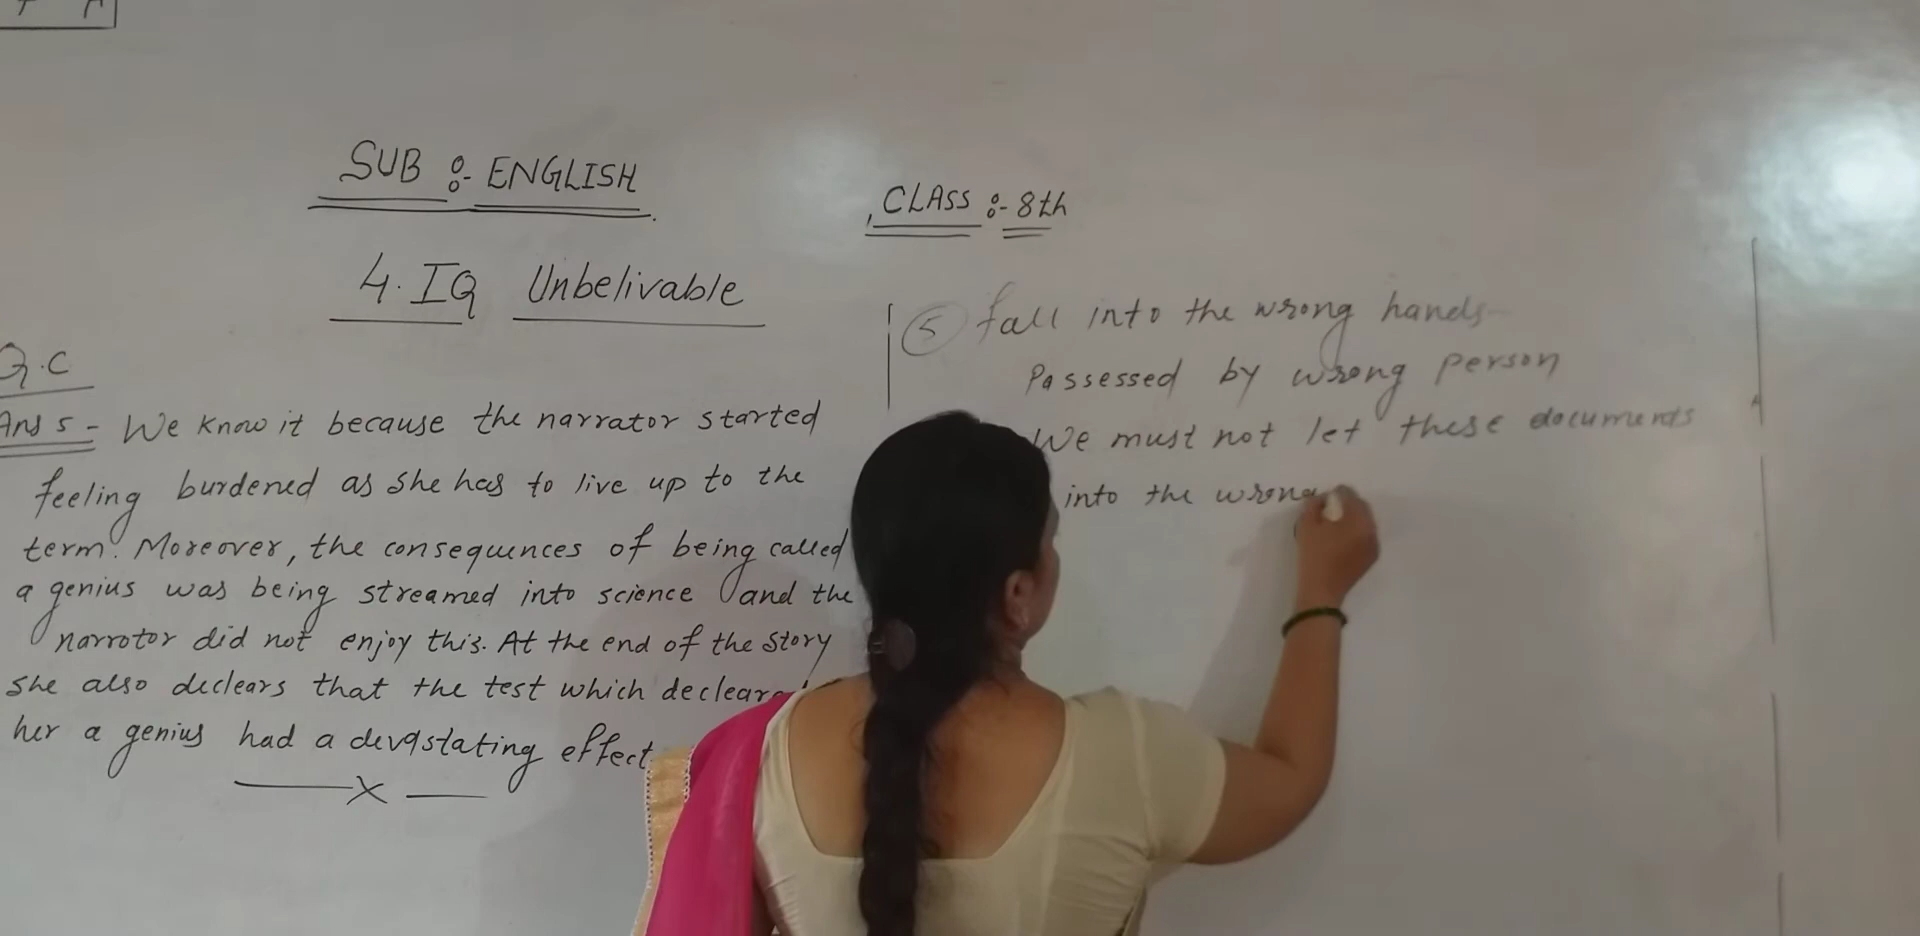 SUB :- ENGLISH
CLASS :- 8th
4. IQ Unbelivable
Q.C
Ans 5 - We know it because the narrator started
feeling burdened as she has to live up to the
term. Moreover, the consequences of being called
a genius was being streamed into science and the
narrotor did not enjoy this. At the end of the story
she also declears that the test which decleared
her a genius had a devastating effect
X
5 fall into the wrong hands-
Passessed by wrong person
We must not let these documents
into the wrong